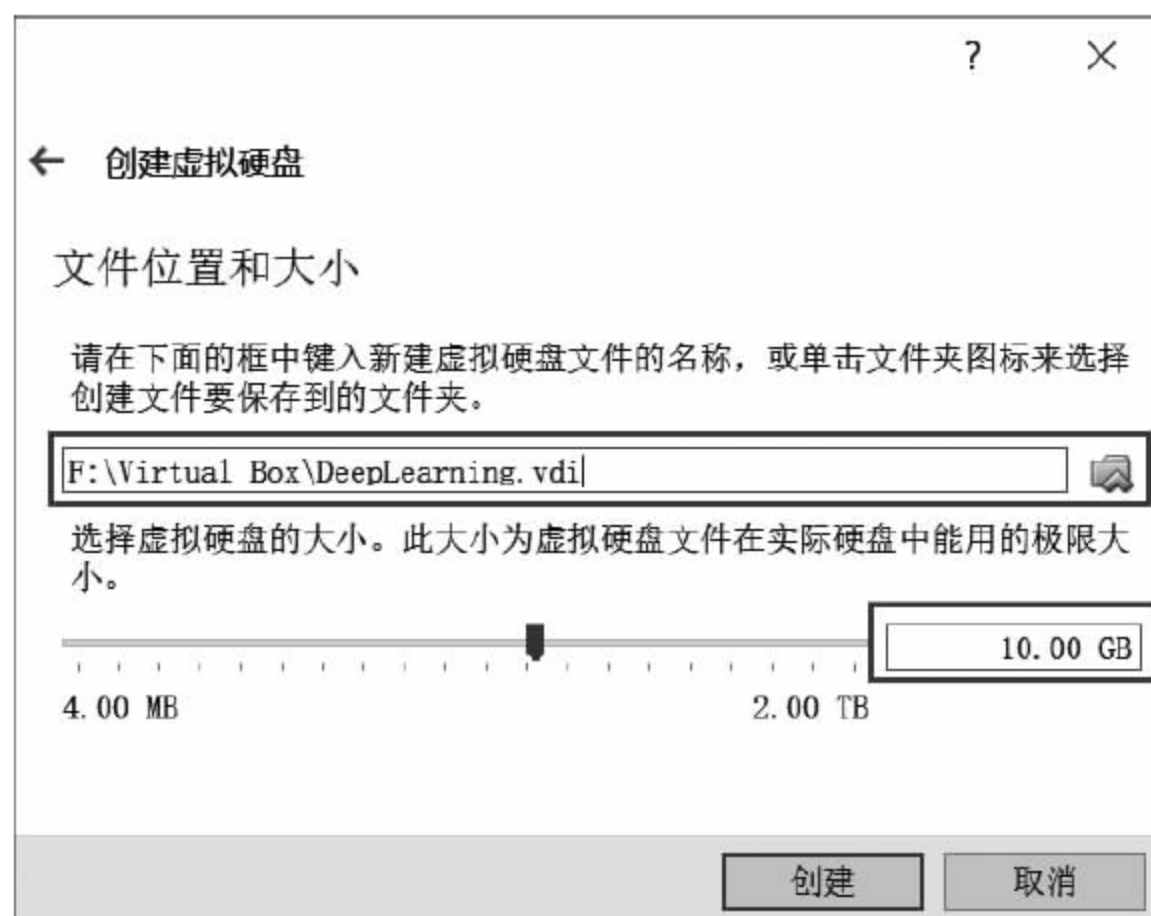 ?
创建虚拟硬盘
文件位置和大小
请在下面的框中键入新建虚拟硬盘文件的名称，或单击文件夹图标来选择
创建文件要保存到的文件夹。
F:\Virtual Box\DeepLearning.vdi
选择虚拟硬盘的大小。此大小为虚拟硬盘文件在实际硬盘中能用的极限大
小。
10.00 GB
4.00 MB 2.00 TB
创建 取消